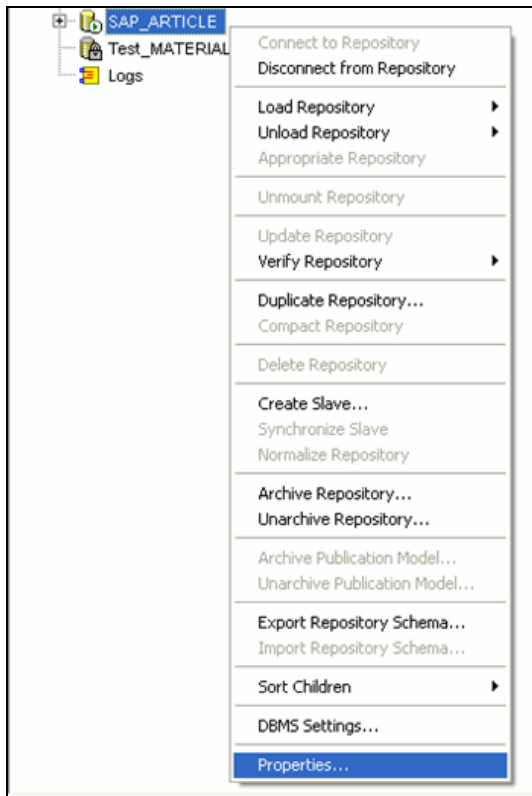 SAP_ARTICLE
Test_MATERIAL
Logs
Connect to Repository
Disconnect from Repository
Load Repository
Unload Repository
Appropriate Repository
Unmount Repository
Update Repository
Verify Repository
Duplicate Repository...
Compact Repository
Delete Repository
Create Slave...
Synchronize Slave
Normalize Repository
Archive Repository...
Unarchive Repository...
Archive Publication Model...
Unarchive Publication Model...
Export Repository Schema...
Import Repository Schema...
Sort Children
DBMS Settings...
Properties...